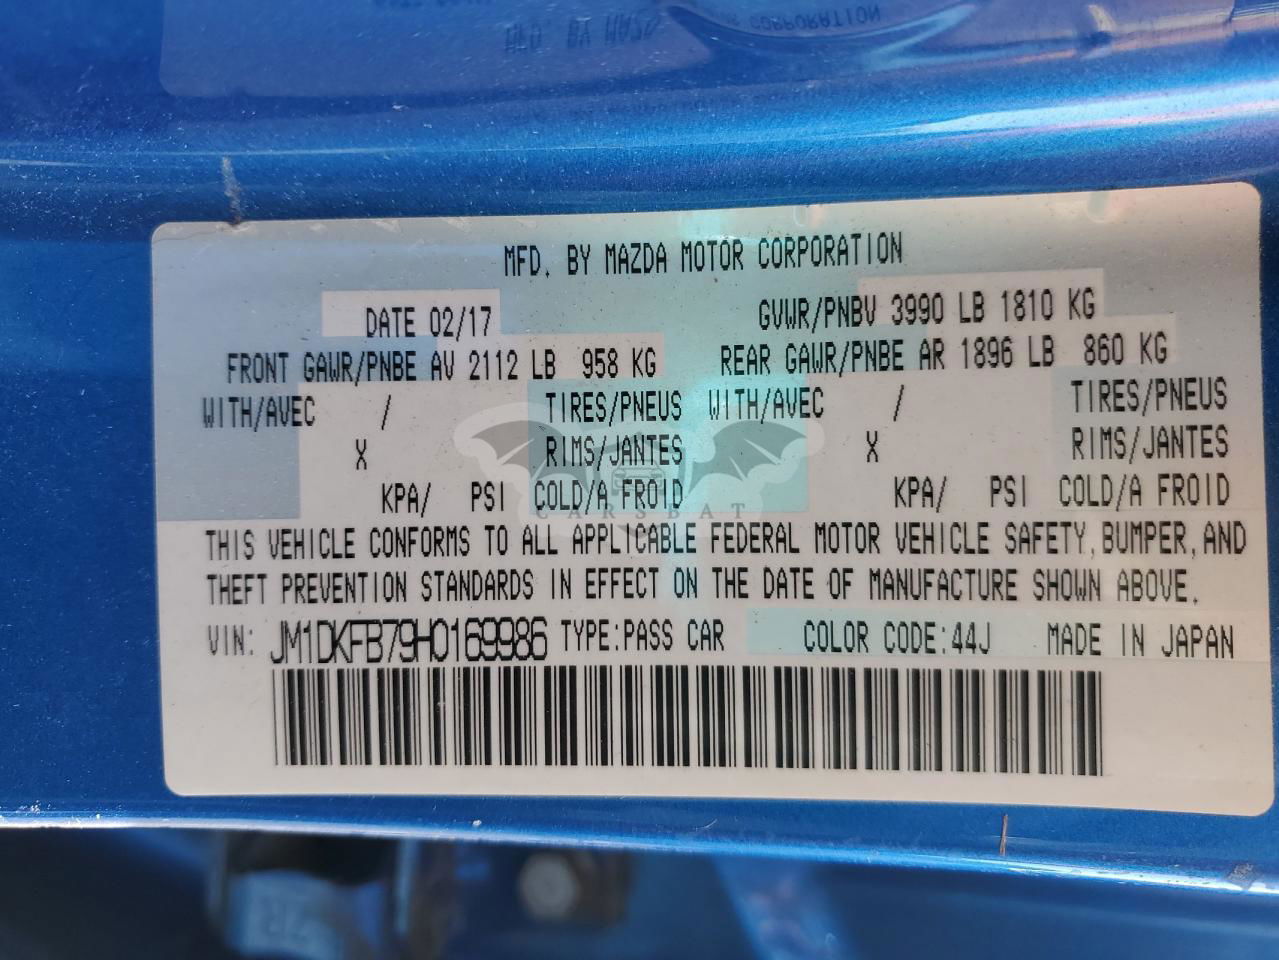 MFD. BY MAZDA MOTOR CORPORATION
DATE 02/17 GVWR/PNBV 3990 LB 1810 KG
FRONT GAWR/PNBE AV 2112 LB 958 KG REAR GAWR/PNBE AR 1896 LB 860 KG
WITH/AVEC / TIRES/PNEUS WITH/AVEC / TIRES/PNEUS
X RIMS/JANTES X RIMS/JANTES
KPA/ PSI COLD/A FROID KPA/ PSI COLD/A FROID
CARSBAT
THIS VEHICLE CONFORMS TO ALL APPLICABLE FEDERAL MOTOR VEHICLE SAFETY, BUMPER, AND
THEFT PREVENTION STANDARDS IN EFFECT ON THE DATE OF MANUFACTURE SHOWN ABOVE.
VIN: JM1DKFB79H0169986 TYPE:PASS CAR COLOR CODE:44J MADE IN JAPAN